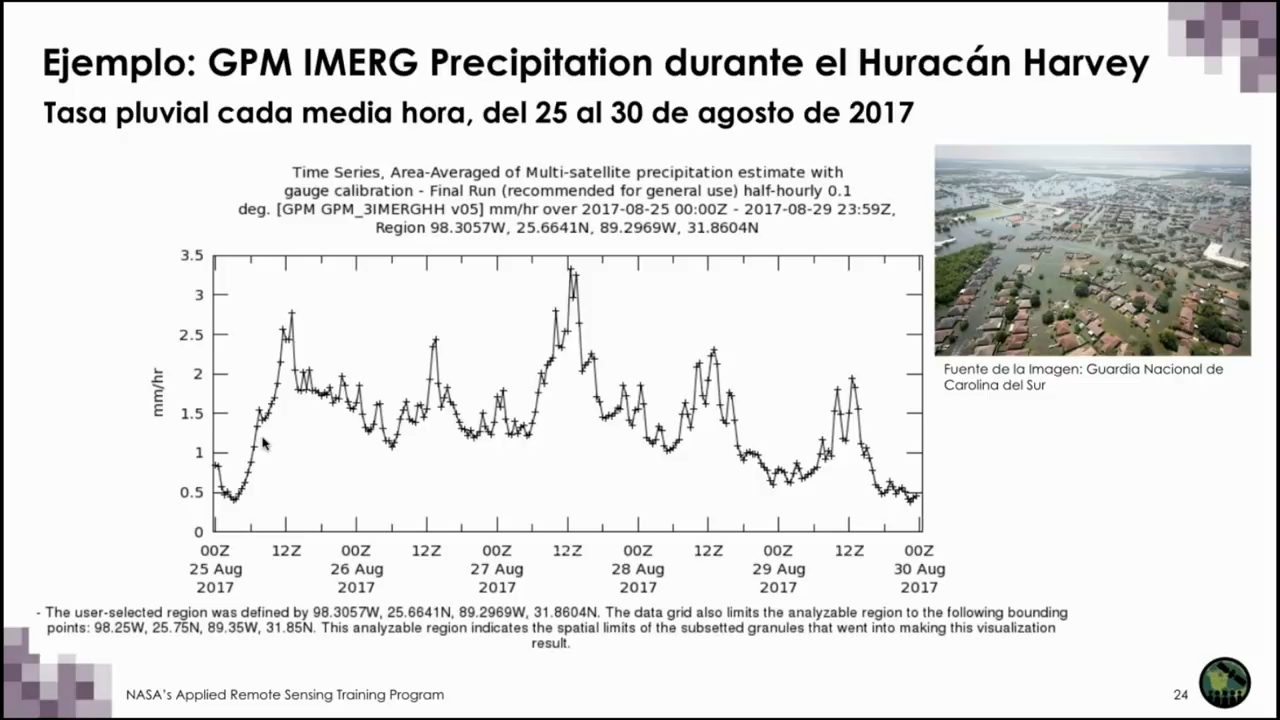 Ejemplo: GPM IMERG Precipitation durante el Huracán Harvey
Tasa pluvial cada media hora, del 25 al 30 de agosto de 2017
Time Series, Area-Averaged of Multi-satellite precipitation estimate with
gauge calibration - Final Run (recommended for general use) half-hourly 0.1
deg. [GPM GPM_3IMERGHH v05] mm/hr over 2017-08-25 00:00Z - 2017-08-29 23:59Z,
Region 98.3057W, 25.6641N, 89.2969W, 31.8604N
3.5
3
2.5
2
1.5
1
0.5
0
mm/hr
00Z 12Z 00Z 12Z 00Z 12Z 00Z 12Z 00Z 12Z 00Z
25 Aug 26 Aug 27 Aug 28 Aug 29 Aug 30 Aug
2017 2017 2017 2017 2017 2017
Fuente de la Imagen: Guardia Nacional de
Carolina del Sur
- The user-selected region was defined by 98.3057W, 25.6641N, 89.2969W, 31.8604N. The data grid also limits the analyzable region to the following bounding
points: 98.25W, 25.75N, 89.35W, 31.85N. This analyzable region indicates the spatial limits of the subsetted granules that went into making this visualization
result.
NASA's Applied Remote Sensing Training Program
24